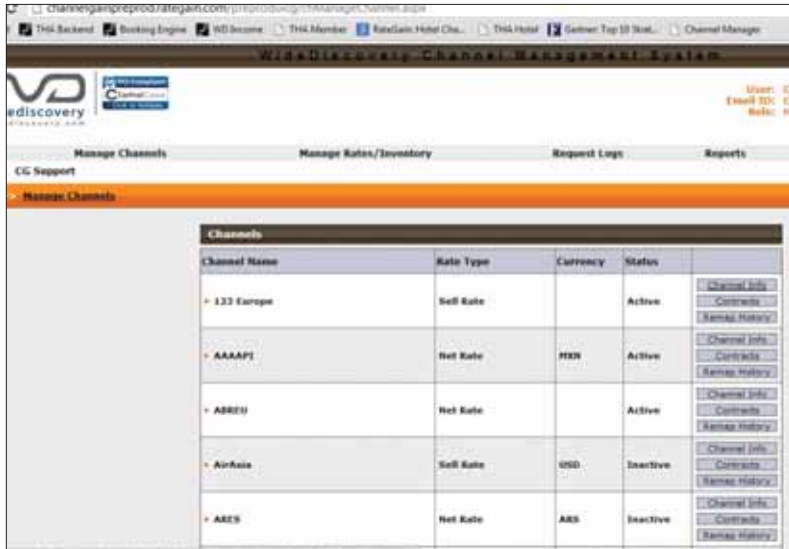 channelgainpreprod.rategain.com/
THA Backend Booking Engine WD Income THA Member RateGain Hotel Cha... THA Hotel Gartner Top 10 Strat... Channel Manager
WideDiscovery Channel Management System
ediscovery
User:
Email ID:
Role:
Manage Channels Manage Rates/Inventory Request Logs Reports
CG Support
Manage Channels
Channels
Channel Name Rate Type Currency Status
123 Europe Sell Rate Active Channel Info Contracts Remap History
AAAAPI Net Rate MXN Active Channel Info Contracts Remap History
ABREU Net Rate Active Channel Info Contracts Remap History
AirAsia Sell Rate USD Inactive Channel Info Contracts Remap History
ARES Net Rate ARS Inactive Channel Info Contracts Remap History